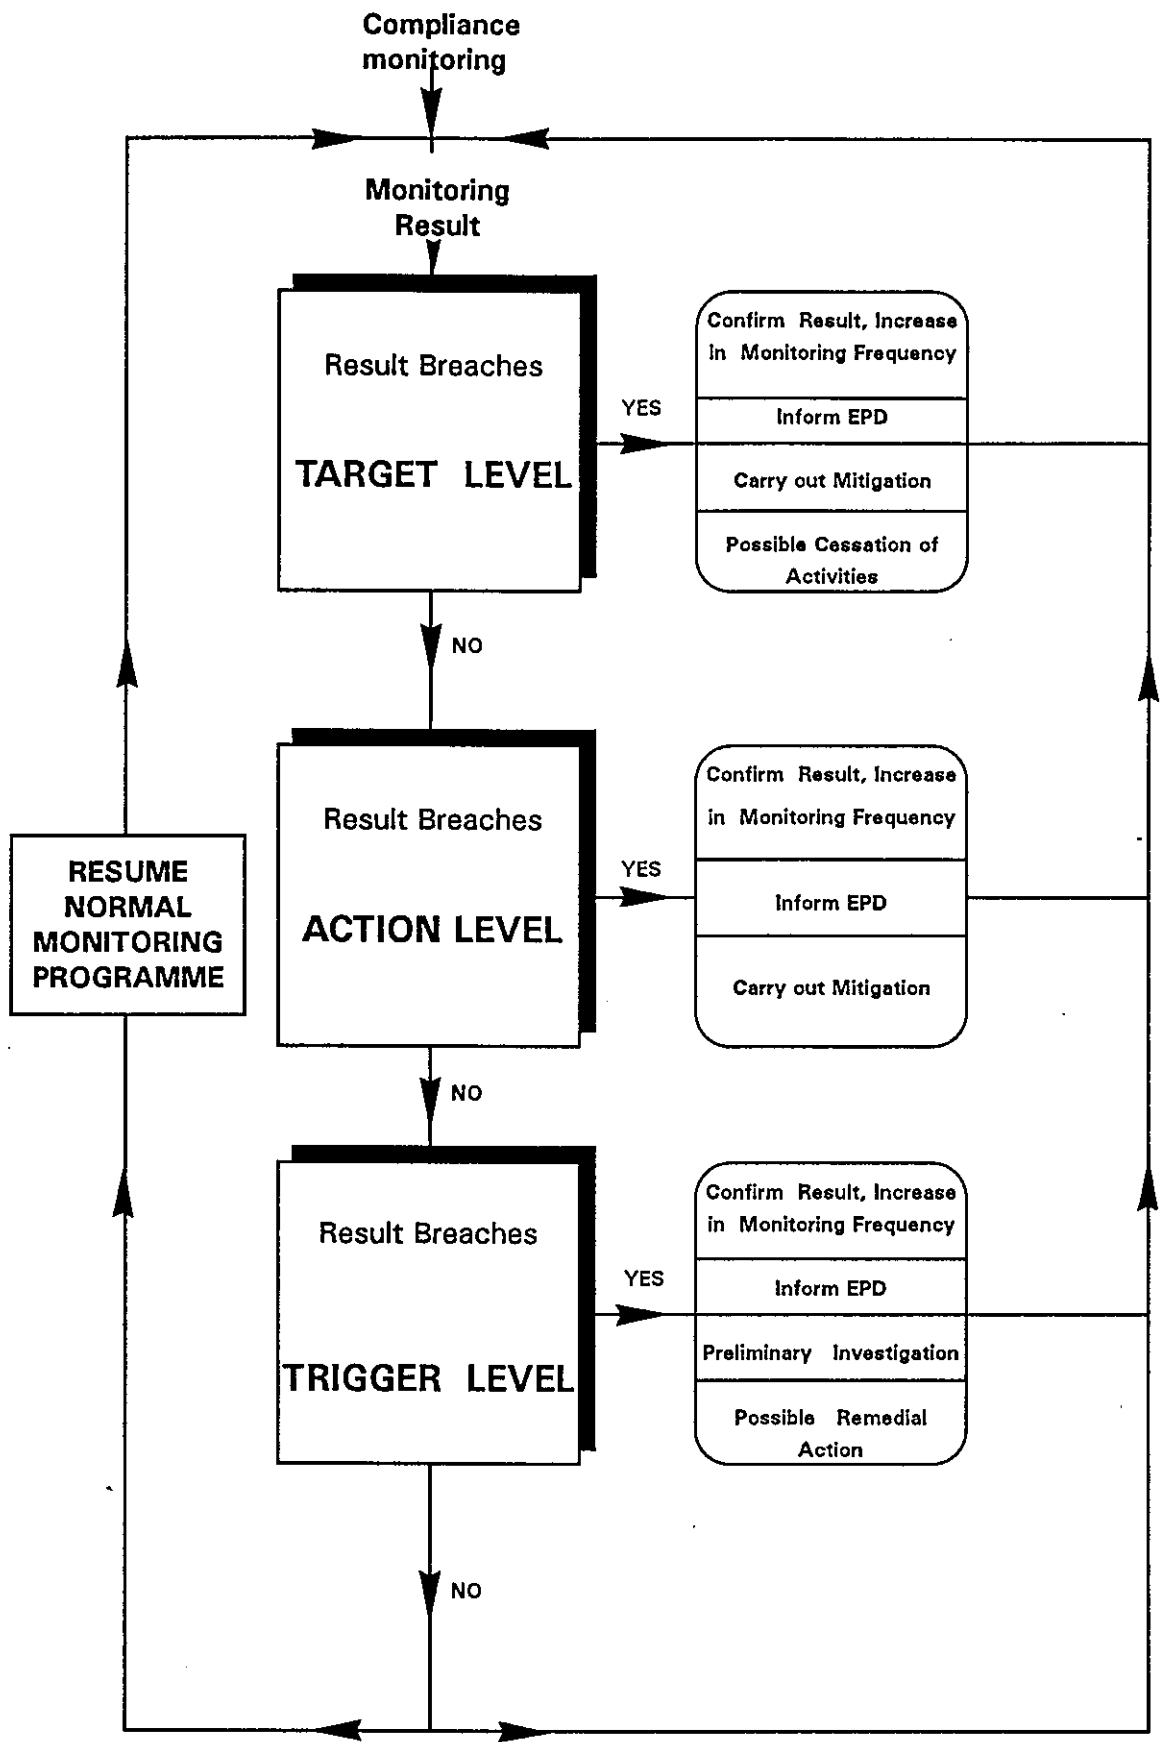 Compliance
monitoring
Monitoring
Result
Result Breaches
TARGET LEVEL
YES
Confirm Result, Increase
in Monitoring Frequency
Inform EPD
Carry out Mitigation
Possible Cessation of
Activities
NO
Result Breaches
ACTION LEVEL
YES
Confirm Result, Increase
in Monitoring Frequency
Inform EPD
Carry out Mitigation
RESUME
NORMAL
MONITORING
PROGRAMME
NO
Result Breaches
TRIGGER LEVEL
YES
Confirm Result, Increase
in Monitoring Frequency
Inform EPD
Preliminary Investigation
Possible Remedial
Action
NO